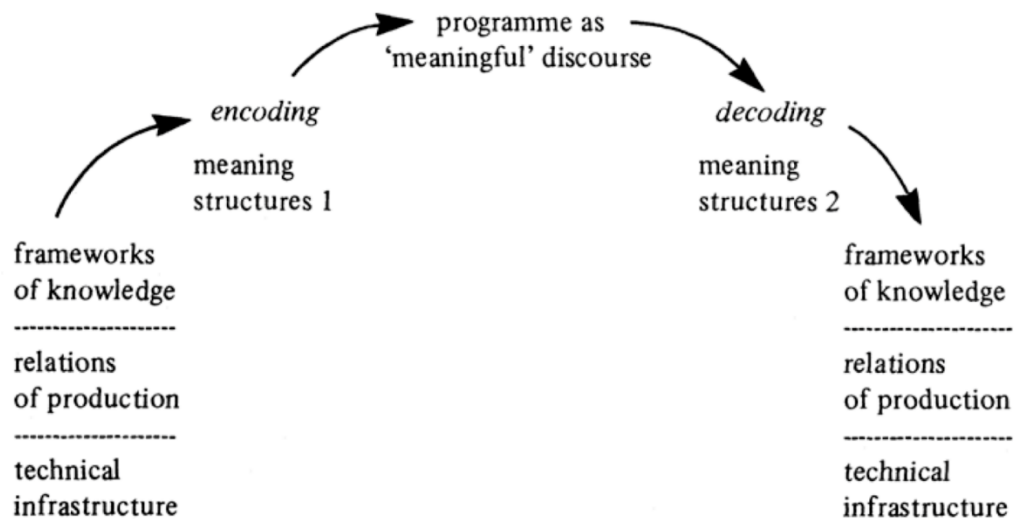 programme as
‘meaningful’ discourse
encoding
meaning
structures 1
decoding
meaning
structures 2
frameworks
of knowledge
relations
of production
technical
infrastructure
frameworks
of knowledge
relations
of production
technical
infrastructure